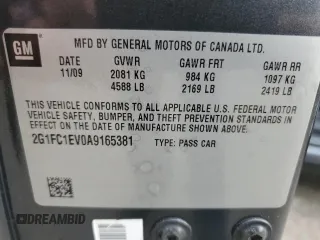 GM
MFD BY GENERAL MOTORS OF CANADA LTD.
DATE GVWR GAWR FRT GAWR RR
11/09 2081 KG 984 KG 1097 KG
4588 LB 2169 LB 2419 LB
THIS VEHICLE CONFORMS TO ALL APPLICABLE U.S. FEDERAL MOTOR
VEHICLE SAFETY, BUMPER, AND THEFT PREVENTION STANDARDS
IN EFFECT ON THE DATE OF MANUFACTURE SHOWN ABOVE.
2G1FC1EV0A9165381 TYPE: PASS CAR
AUTOBIDMASTER